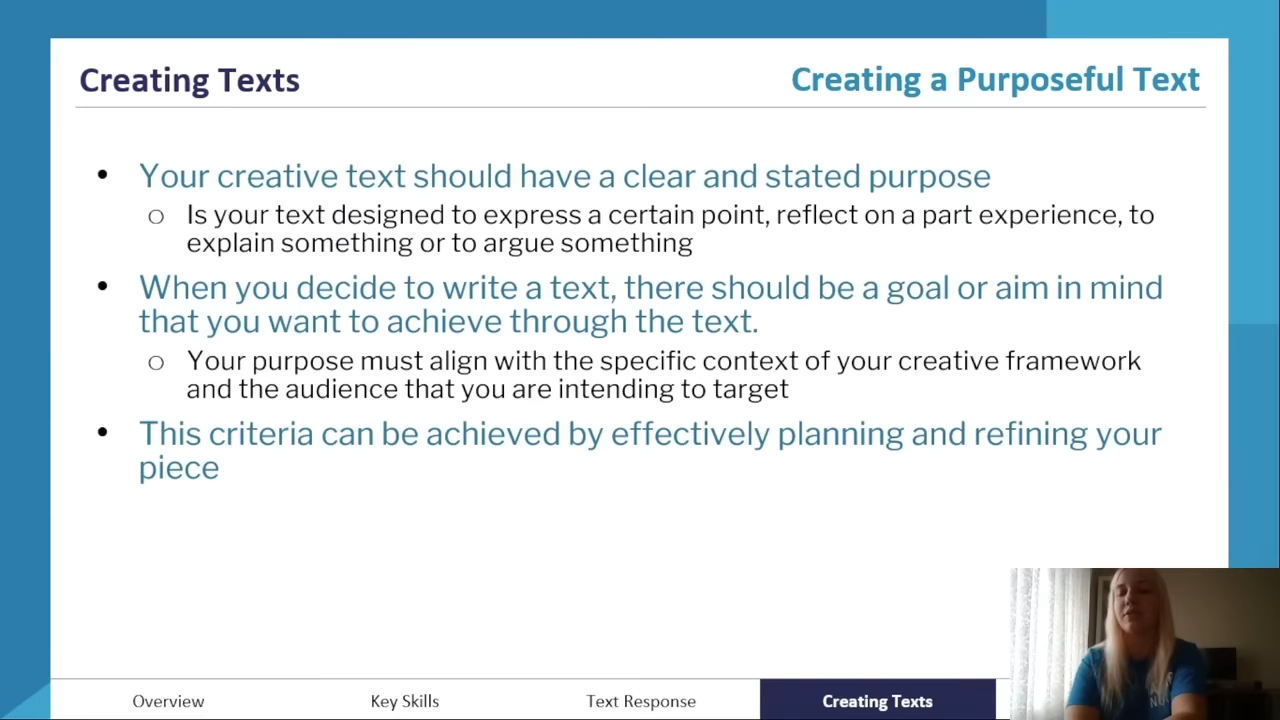 Creating Texts
Creating a Purposeful Text
• Your creative text should have a clear and stated purpose
○ Is your text designed to express a certain point, reflect on a part experience, to
explain something or to argue something
• When you decide to write a text, there should be a goal or aim in mind
that you want to achieve through the text.
○ Your purpose must align with the specific context of your creative framework
and the audience that you are intending to target
• This criteria can be achieved by effectively planning and refining your
piece
Overview
Key Skills
Text Response
Creating Texts